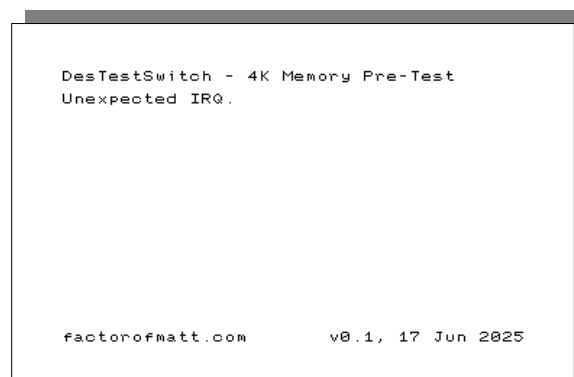 DesTestSwitch - 4K Memory Pre-Test
Unexpected IRQ.
factorofmatt.com v0.1, 17 Jun 2025